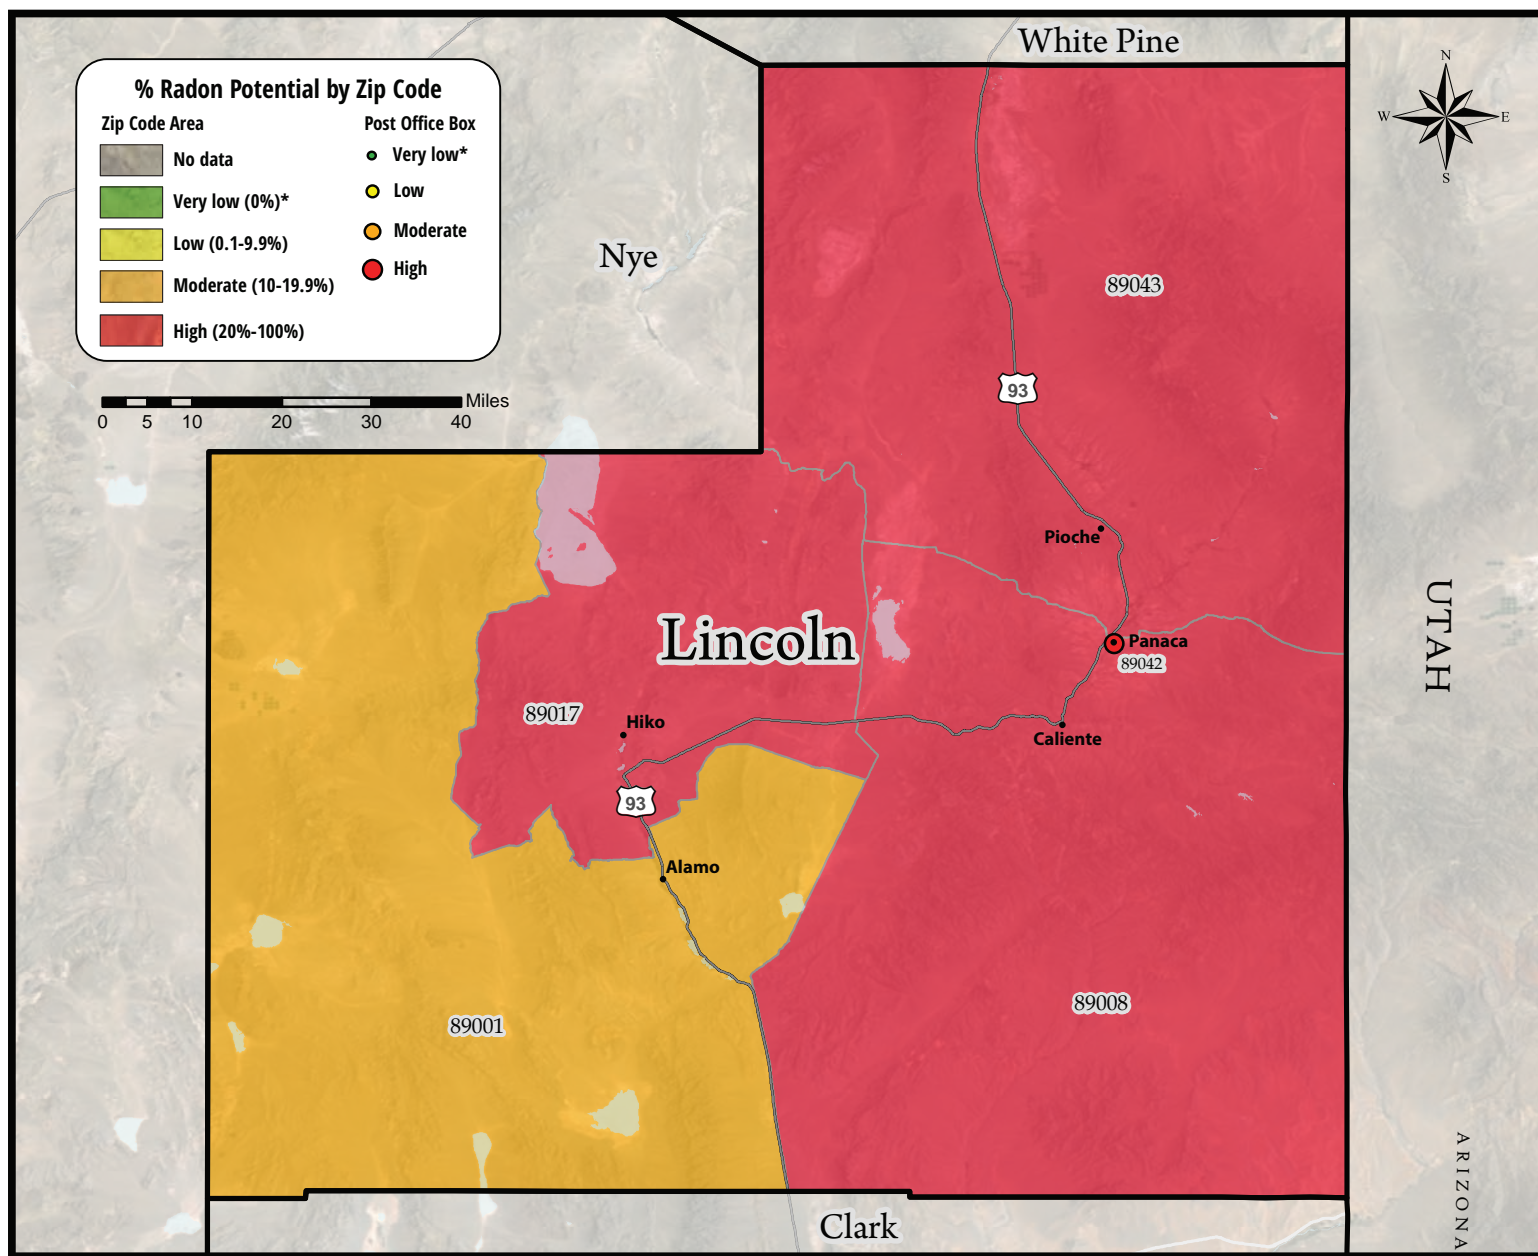 White Pine
% Radon Potential by Zip Code
Zip Code Area
Post Office Box
No data
Very low (0%)*
Low (0.1-9.9%)
Moderate (10-19.9%)
High (20%-100%)
Very low*
Low
Moderate
High
Miles
0 5 10 20 30 40
N
W E
S
Nye
89043
93
Pioche
UTAH
Lincoln
Panaca
89042
89017
Hiko
Caliente
93
Alamo
89008
89001
ARIZONA
Clark